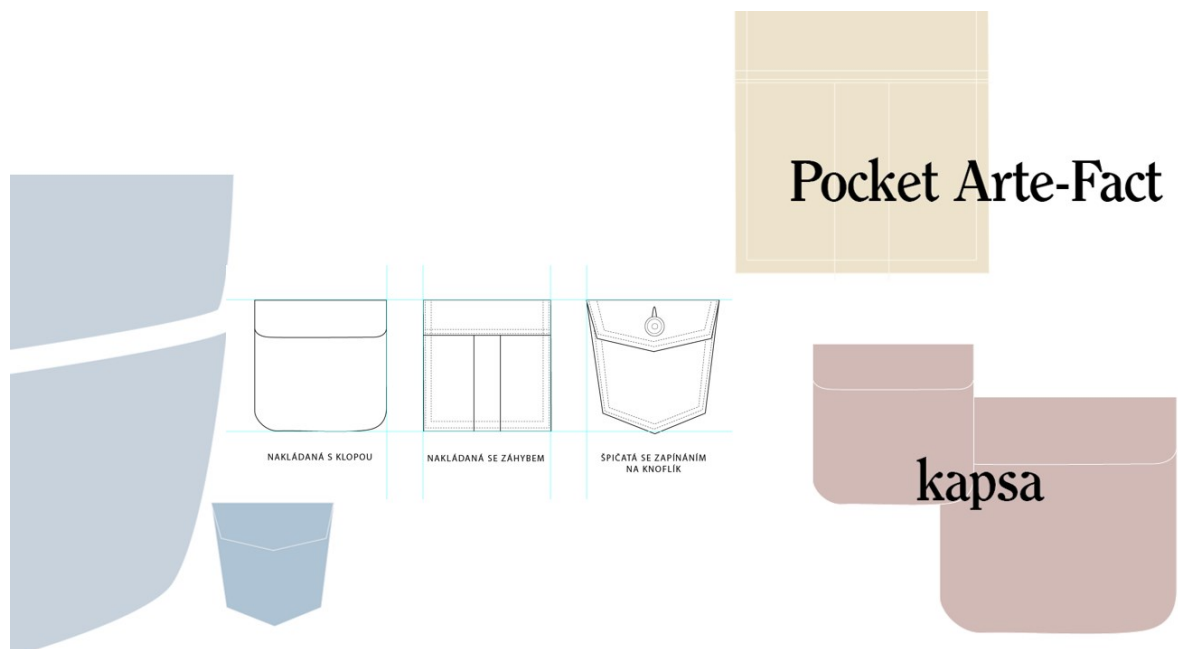 Pocket Arte-Fact
NAKLÁDANÁ S KLOPOU
NAKLÁDANÁ SE ZÁHYBEM
ŠPIČATÁ SE ZAPÍNÁNÍM
NA KNOFLÍK
kapsa